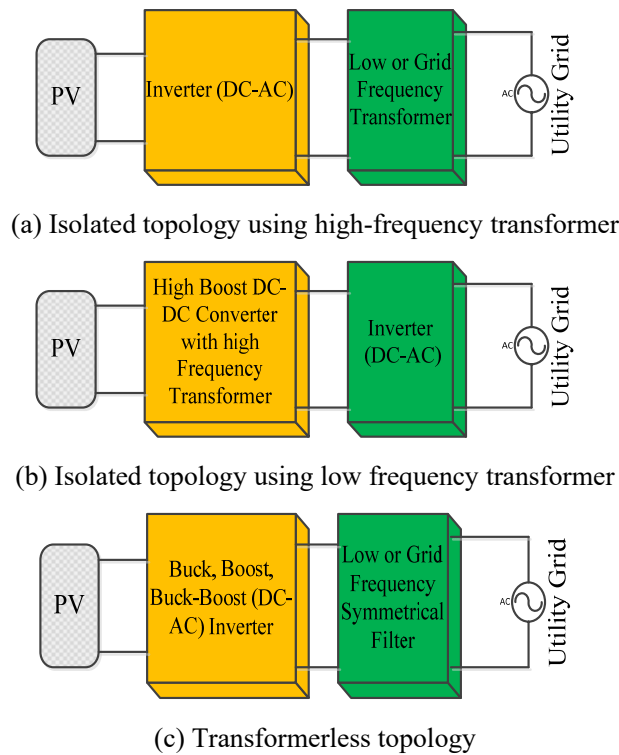 PV
Inverter (DC-AC)
Low or Grid
Frequency
Transformer
AC
Utility Grid
(a) Isolated topology using high-frequency transformer
PV
High Boost DC-
DC Converter
with high
Frequency
Transformer
Inverter
(DC-AC)
AC
Utility Grid
(b) Isolated topology using low frequency transformer
PV
Buck, Boost,
Buck-Boost (DC-
AC) Inverter
Low or Grid
Frequency
Symmetrical
Filter
AC
Utility Grid
(c) Transformerless topology